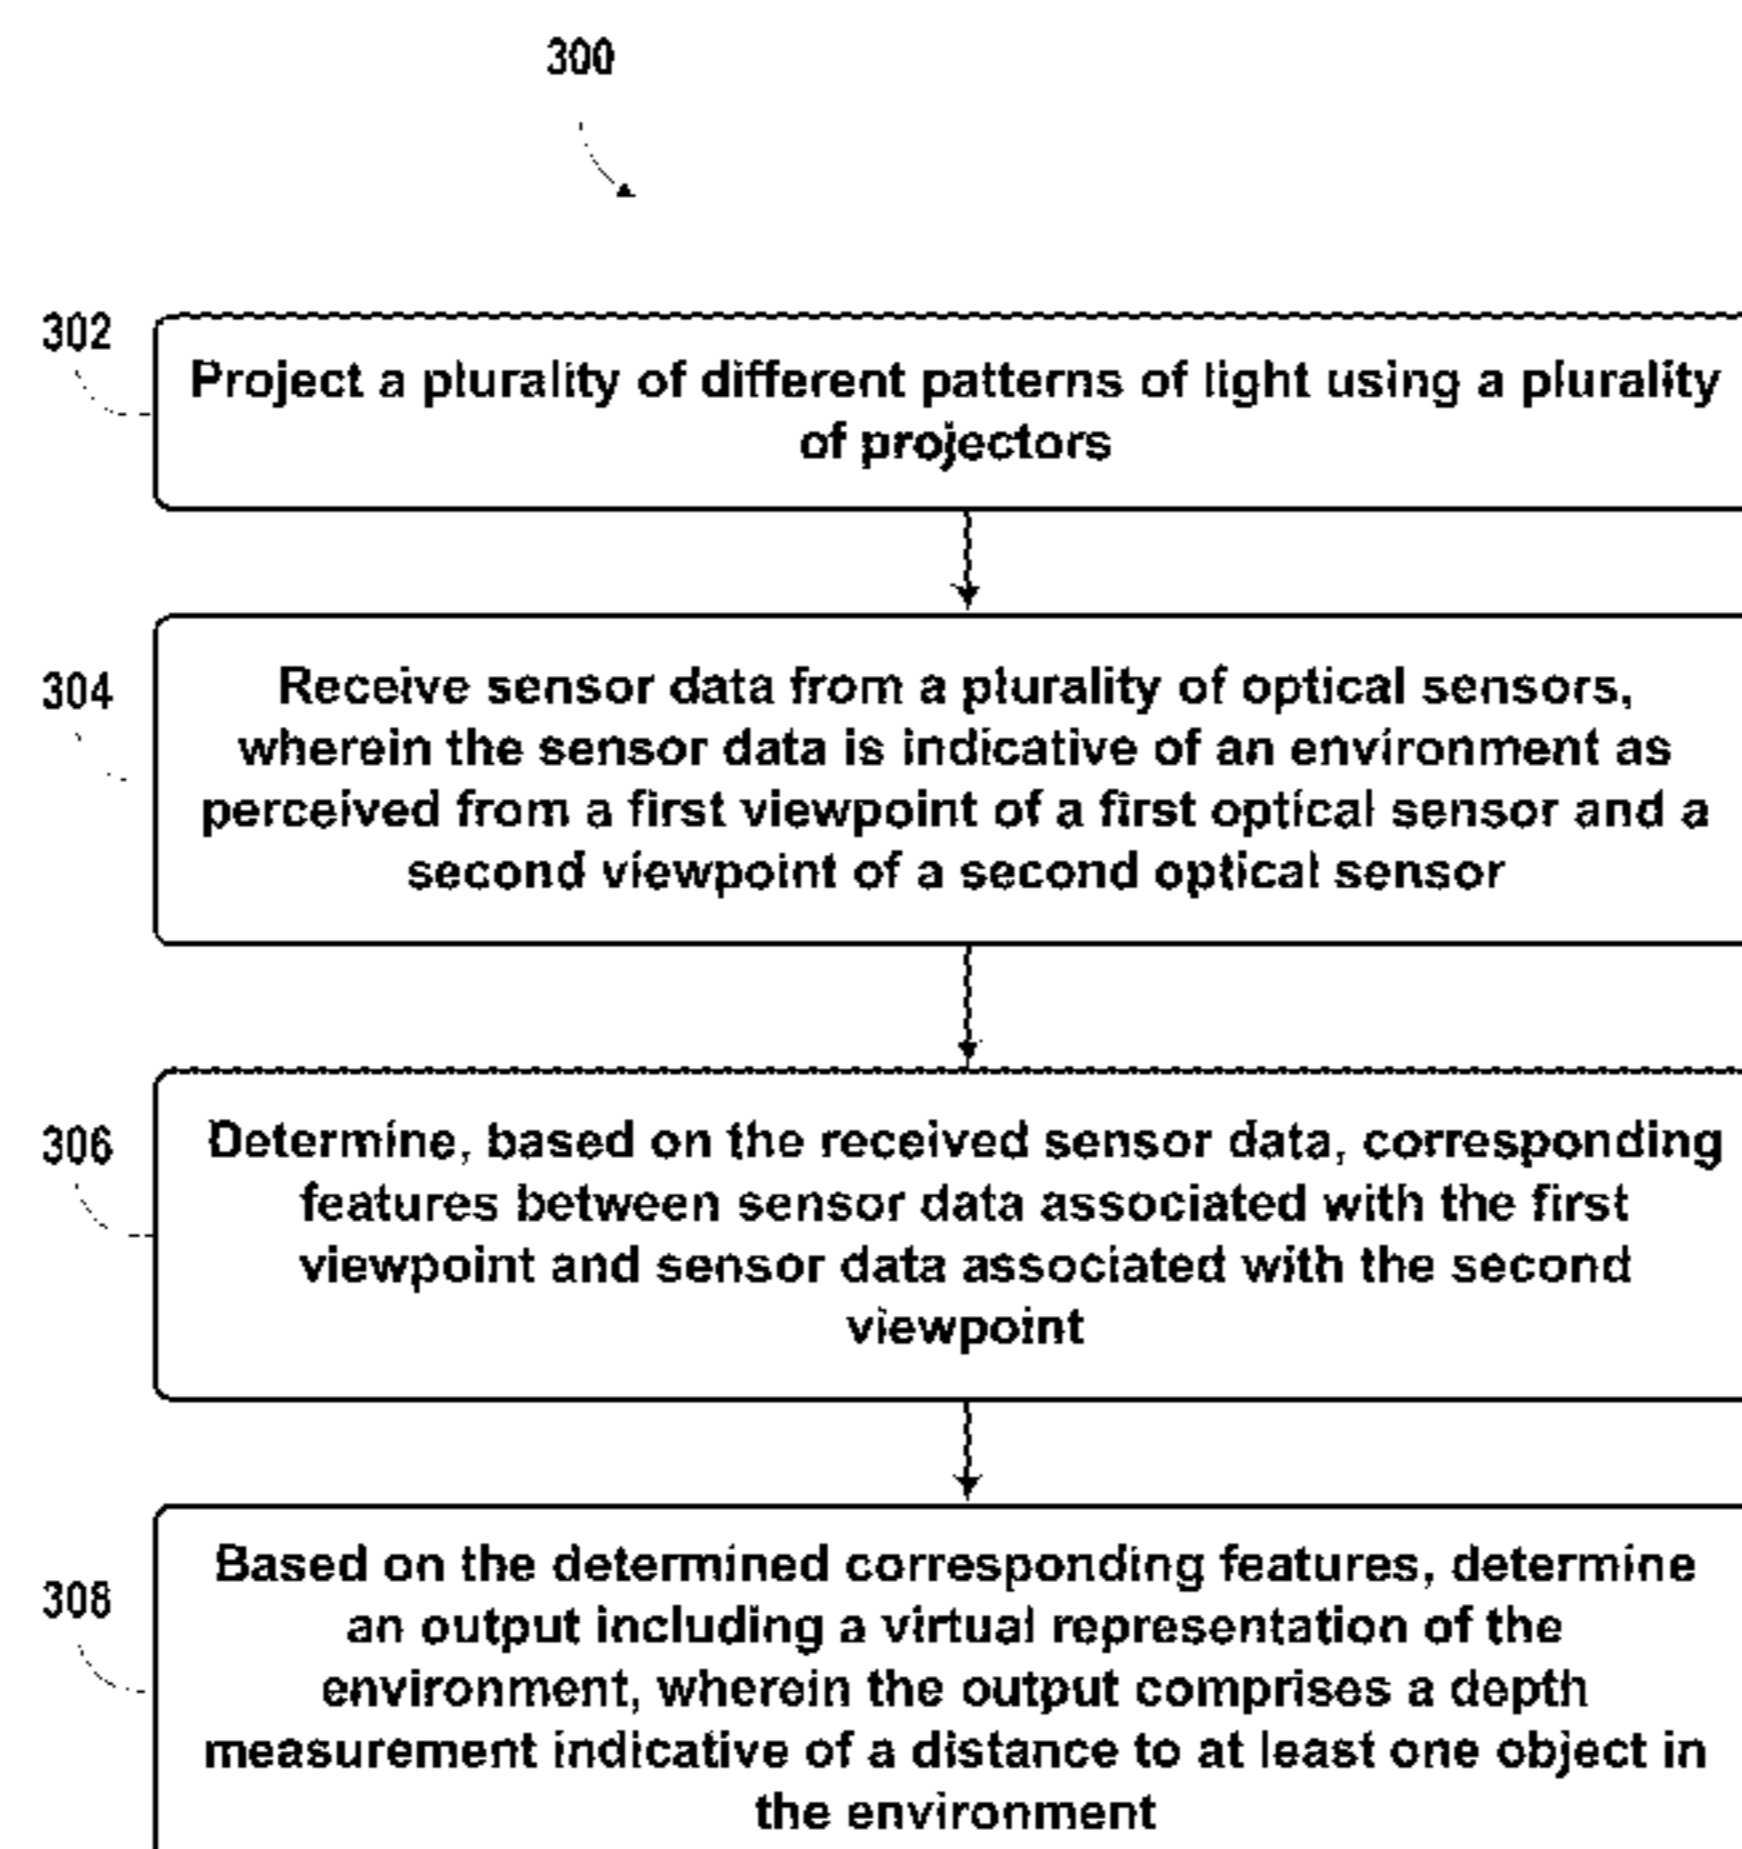 300
302
Project a plurality of different patterns of light using a plurality
of projectors
304
Receive sensor data from a plurality of optical sensors,
wherein the sensor data is indicative of an environment as
perceived from a first viewpoint of a first optical sensor and a
second viewpoint of a second optical sensor
306
Determine, based on the received sensor data, corresponding
features between sensor data associated with the first
viewpoint and sensor data associated with the second
viewpoint
308
Based on the determined corresponding features, determine
an output including a virtual representation of the
environment, wherein the output comprises a depth
measurement indicative of a distance to at least one object in
the environment